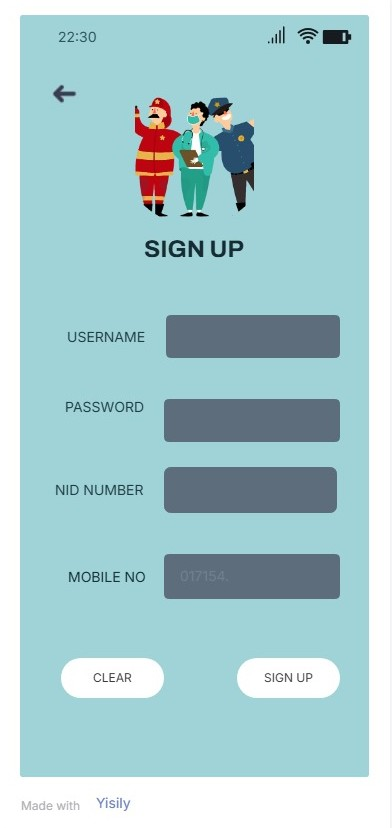 22:30
SIGN UP
USERNAME
PASSWORD
NID NUMBER
MOBILE NO 017154.
CLEAR SIGN UP
Made with Yisily